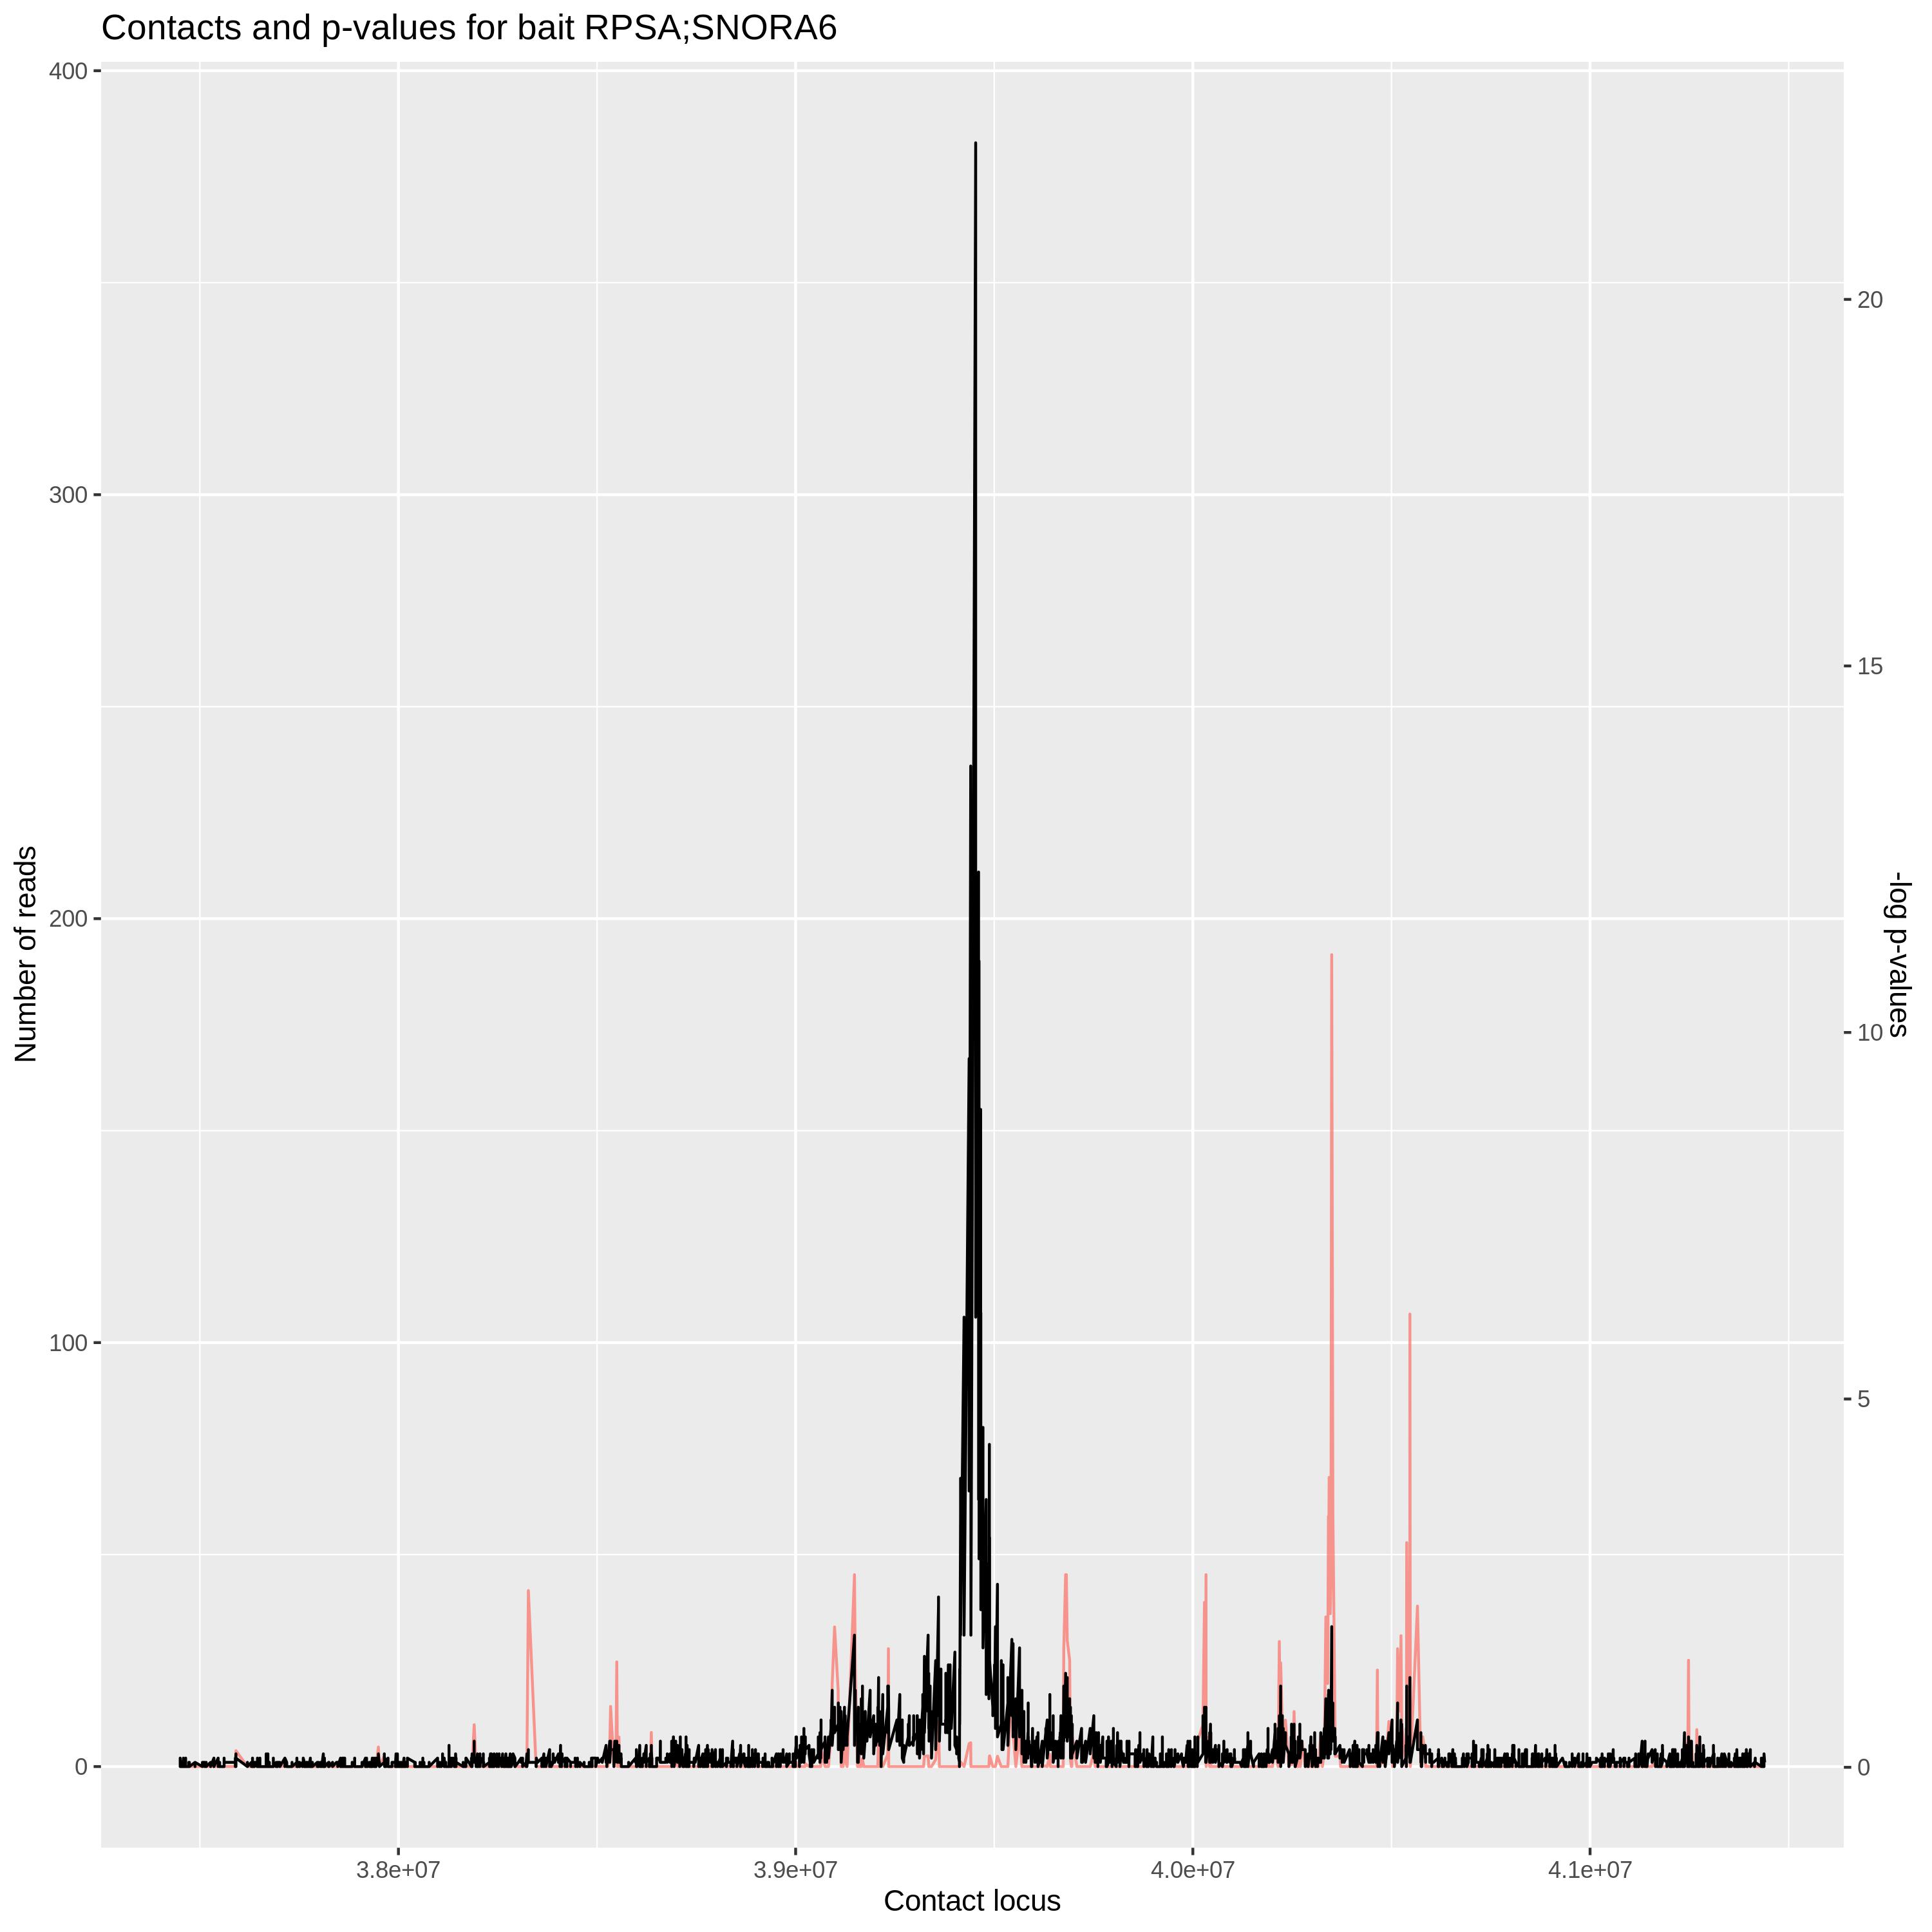 Contacts and p-values for bait RPSA;SNORA6
400
300
200
100
0
Number of reads
20
15
10
5
0
-log p-values
3.8e+07
3.9e+07
4.0e+07
4.1e+07
Contact locus